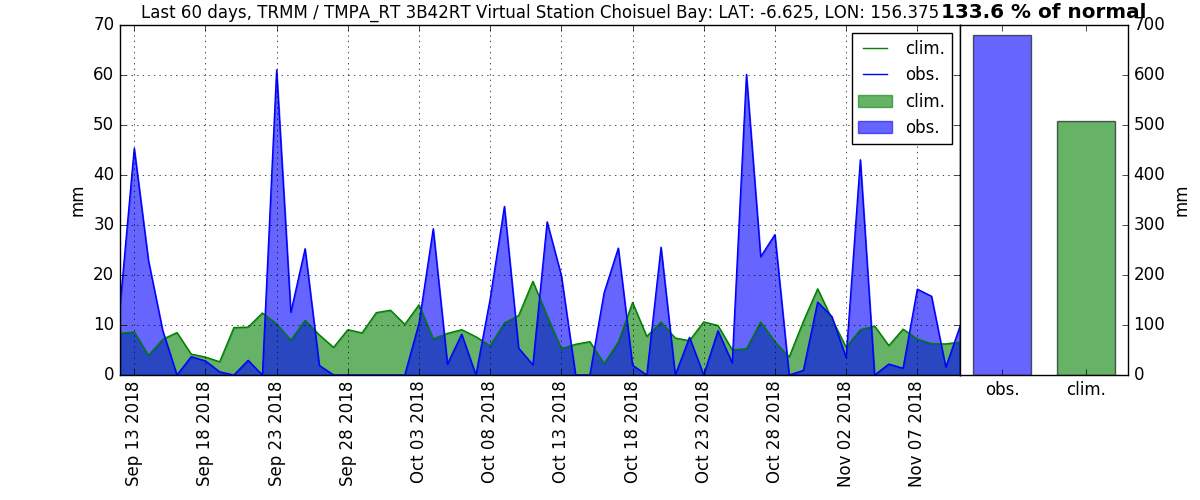 Last 60 days, TRMM / TMPA_RT 3B42RT Virtual Station Choisuel Bay: LAT: -6.625, LON: 156.375
133.6 % of normal
70
60
50
40
30
20
10
0
mm
clim.
obs.
clim.
obs.
Sep 13 2018
Sep 18 2018
Sep 23 2018
Sep 28 2018
Oct 03 2018
Oct 08 2018
Oct 13 2018
Oct 18 2018
Oct 23 2018
Oct 28 2018
Nov 02 2018
Nov 07 2018
700
600
500
400
300
200
100
0
mm
obs.
clim.